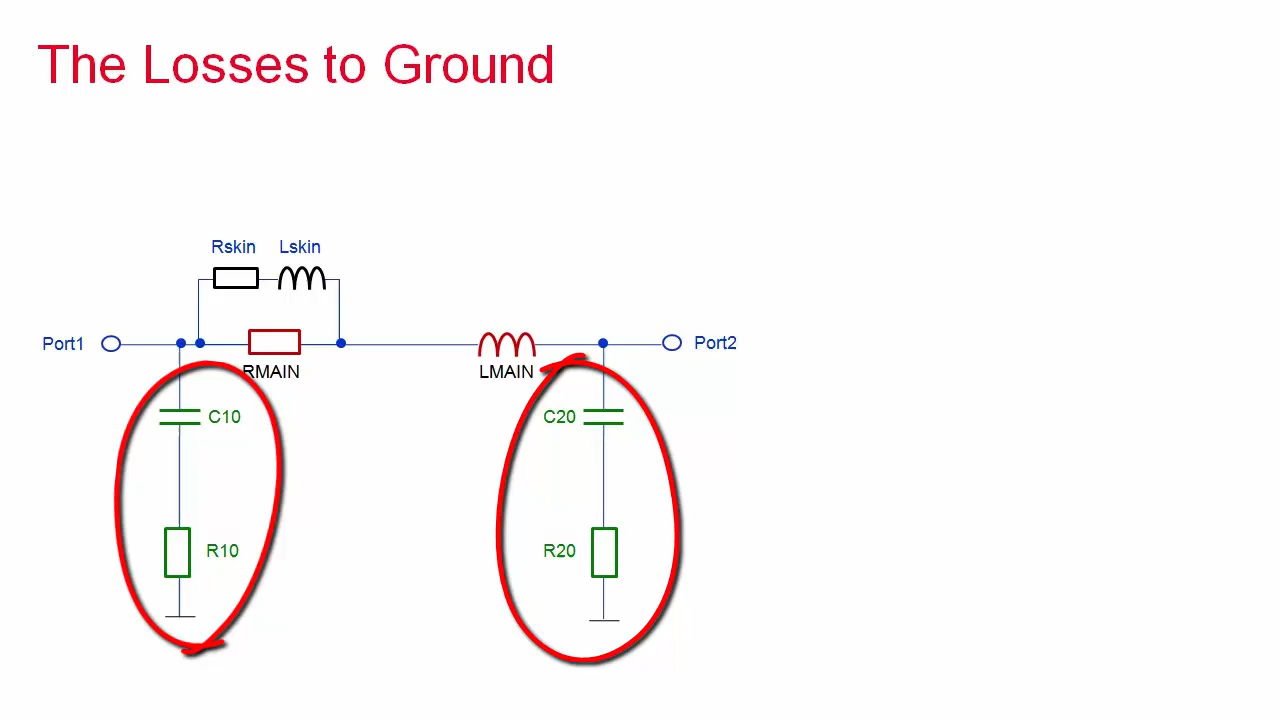 The Losses to Ground
Rskin Lskin
Port1
Port2
RMAIN
LMAIN
C10
C20
R10
R20